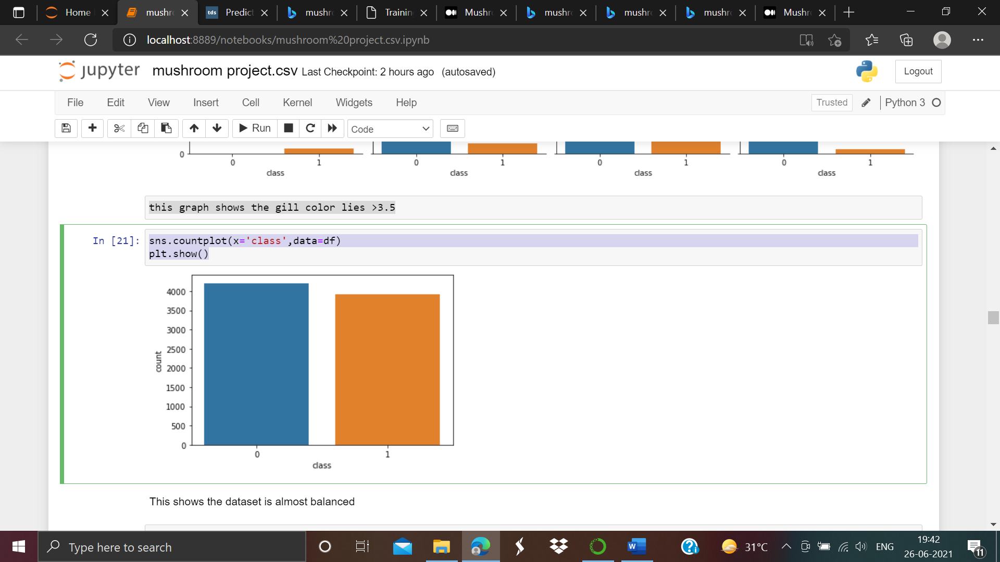 Home
mushr
tds Predict
mushr
Trainin
Mushr
mushr
mushr
mushr
Mushr
localhost:8889/notebooks/mushroom%20project.csv.ipynb
jupyter mushroom project.csv Last Checkpoint: 2 hours ago (autosaved)
Logout
File Edit View Insert Cell Kernel Widgets Help
Trusted
Python 3
Run
Code
0
0 1
class
0 1
class
0 1
class
0 1
class
this graph shows the gill color lies >3.5
In [21]: sns.countplot(x='class',data=df)
plt.show()
4000
3500
3000
2500
2000
1500
1000
500
0
count
0 1
class
This shows the dataset is almost balanced
Type here to search
W
31°C
ENG
19:42
26-06-2021
11